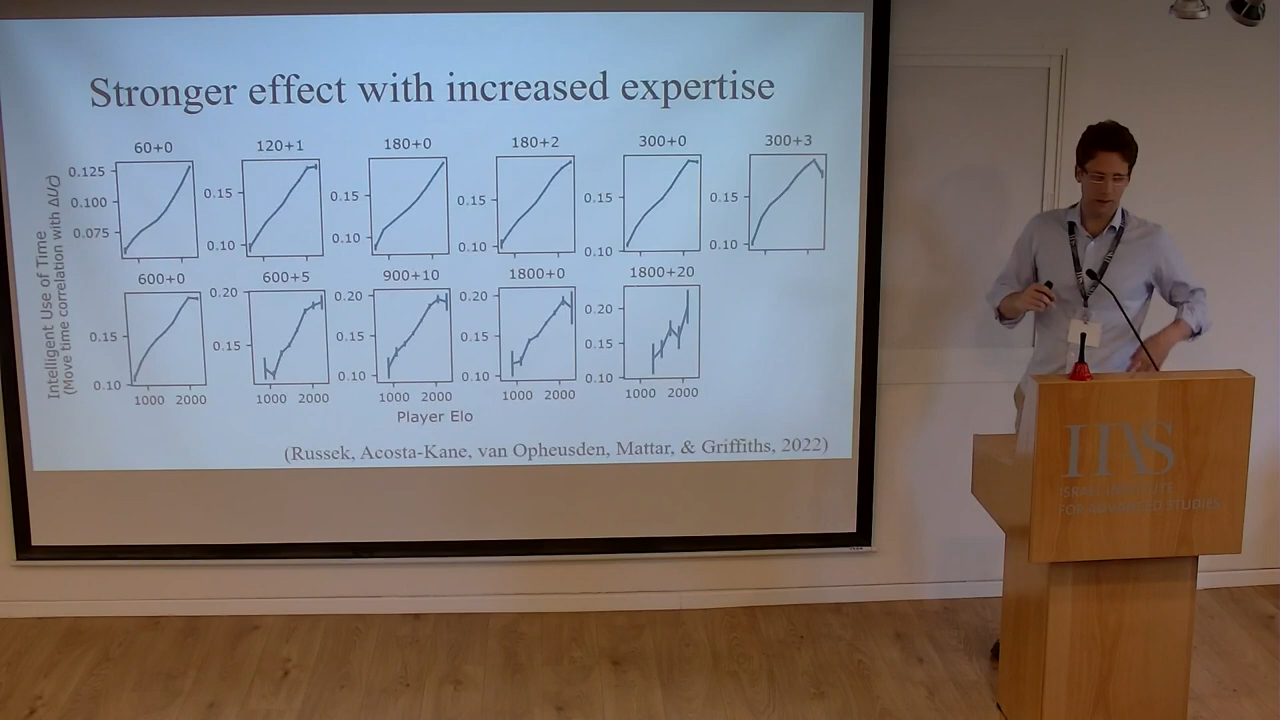 Stronger effect with increased expertise
60+0 120+1 180+0 180+2 300+0 300+3
0.125
0.100
0.075
0.15
0.10
0.15
0.10
0.15
0.10
0.15
0.10
0.15
0.10
Intelligent Use of Time
(Move time correlation with ΔUC)
600+0 600+5 900+10 1800+0 1800+20
0.15
0.10
0.20
0.15
0.20
0.15
0.10
0.20
0.15
0.10
0.20
0.15
0.10
1000 2000 1000 2000 1000 2000 1000 2000 1000 2000
Player Elo
(Russek, Acosta-Kane, van Opheusden, Mattar, & Griffiths, 2022)
IIAS
ISRAEL INSTITUTE
FOR ADVANCED STUDIES